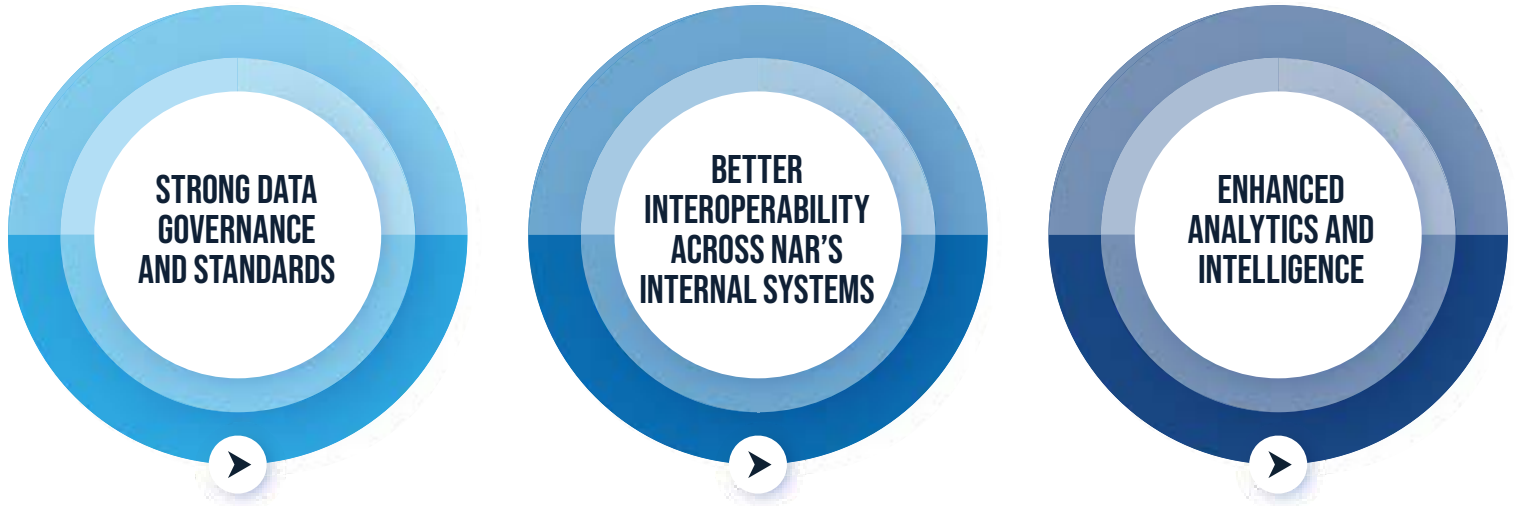 STRONG DATA
GOVERNANCE
AND STANDARDS
BETTER
INTEROPERABILITY
ACROSS NAR’S
INTERNAL SYSTEMS
ENHANCED
ANALYTICS AND
INTELLIGENCE